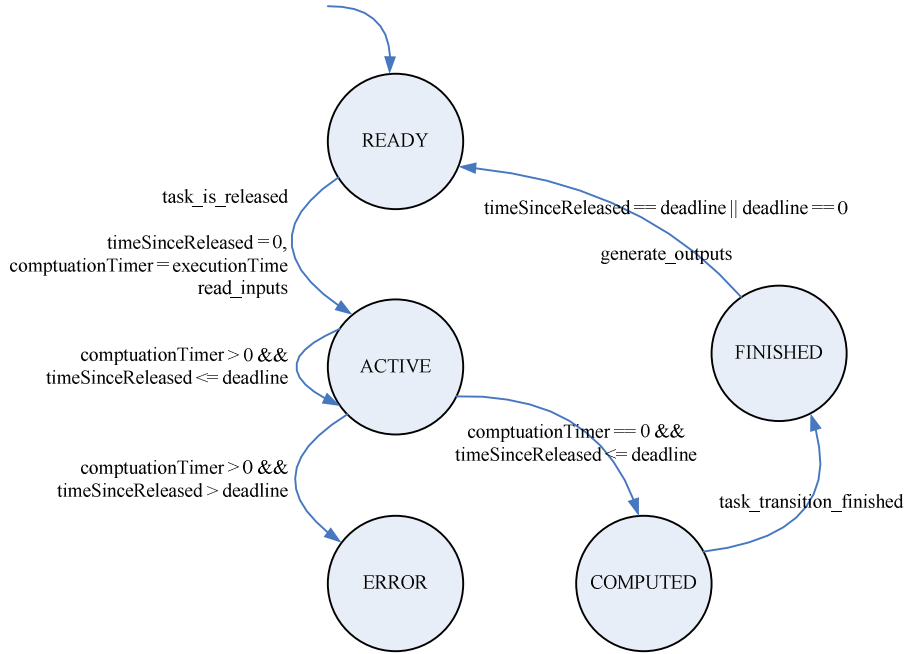 READY
task_is_released
timeSinceReleased = 0,
comptuationTimer = executionTime
read_inputs
timeSinceReleased == deadline || deadline == 0
generate_outputs
comptuationTimer > 0 &&
timeSinceReleased <= deadline
ACTIVE
FINISHED
comptuationTimer == 0 &&
timeSinceReleased <= deadline
comptuationTimer > 0 &&
timeSinceReleased > deadline
task_transition_finished
ERROR
COMPUTED